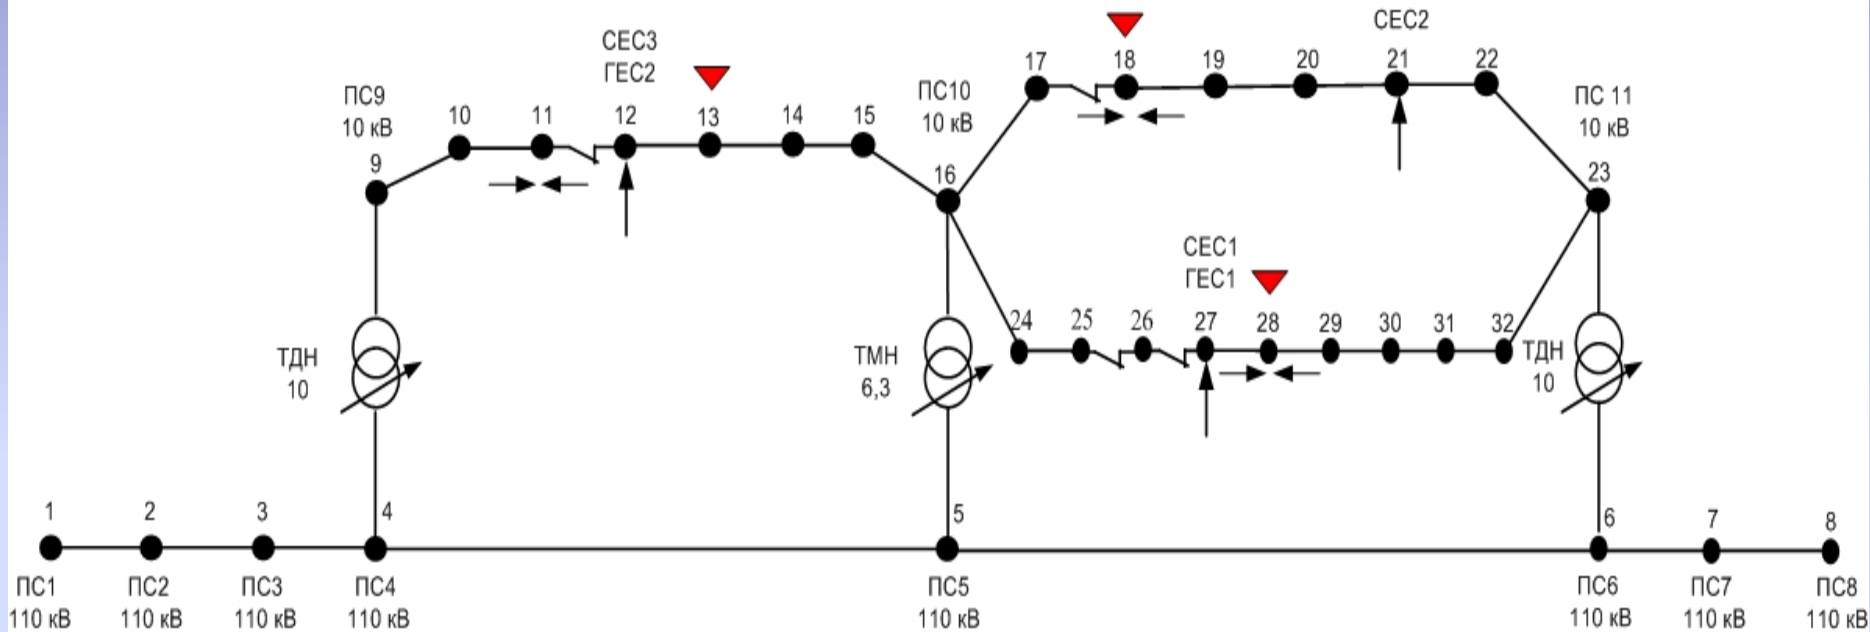 СЕС3
ГЕС2
ПС9
10 кВ
9
10
11
12
13
14
15
ПС10
10 кВ
16
17
18
19
20
СЕС2
21
22
ПС 11
10 кВ
23
СЕС1
ГЕС1
24
25
26
27
28
29
30
31
32
ТДН
10
ТМН
6,3
ТДН
10
1
2
3
4
5
6
7
8
ПС1
110 кВ
ПС2
110 кВ
ПС3
110 кВ
ПС4
110 кВ
ПС5
110 кВ
ПС6
110 кВ
ПС7
110 кВ
ПС8
110 кВ